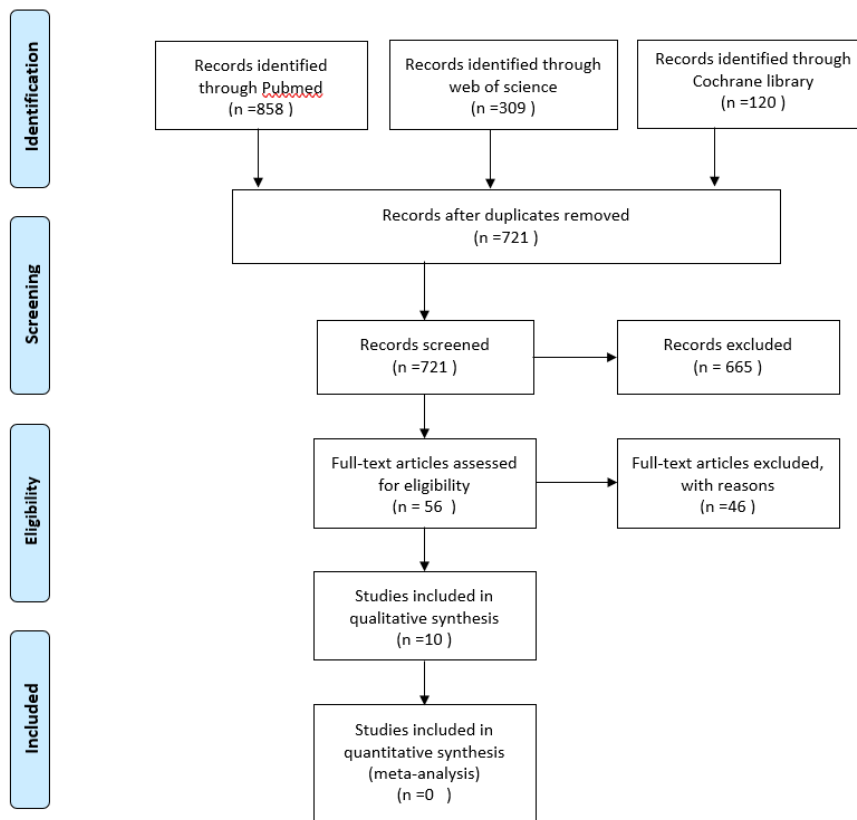 Identification
Records identified
through Pubmed
(n =858 )
Records identified through
web of science
(n =309 )
Records identified through
Cochrane library
(n =120 )
Records after duplicates removed
(n =721 )
Screening
Records screened
(n =721 )
Records excluded
(n = 665 )
Eligibility
Full-text articles assessed
for eligibility
(n = 56 )
Full-text articles excluded,
with reasons
(n =46 )
Studies included in
qualitative synthesis
(n =10 )
Included
Studies included in
quantitative synthesis
(meta-analysis)
(n =0 )